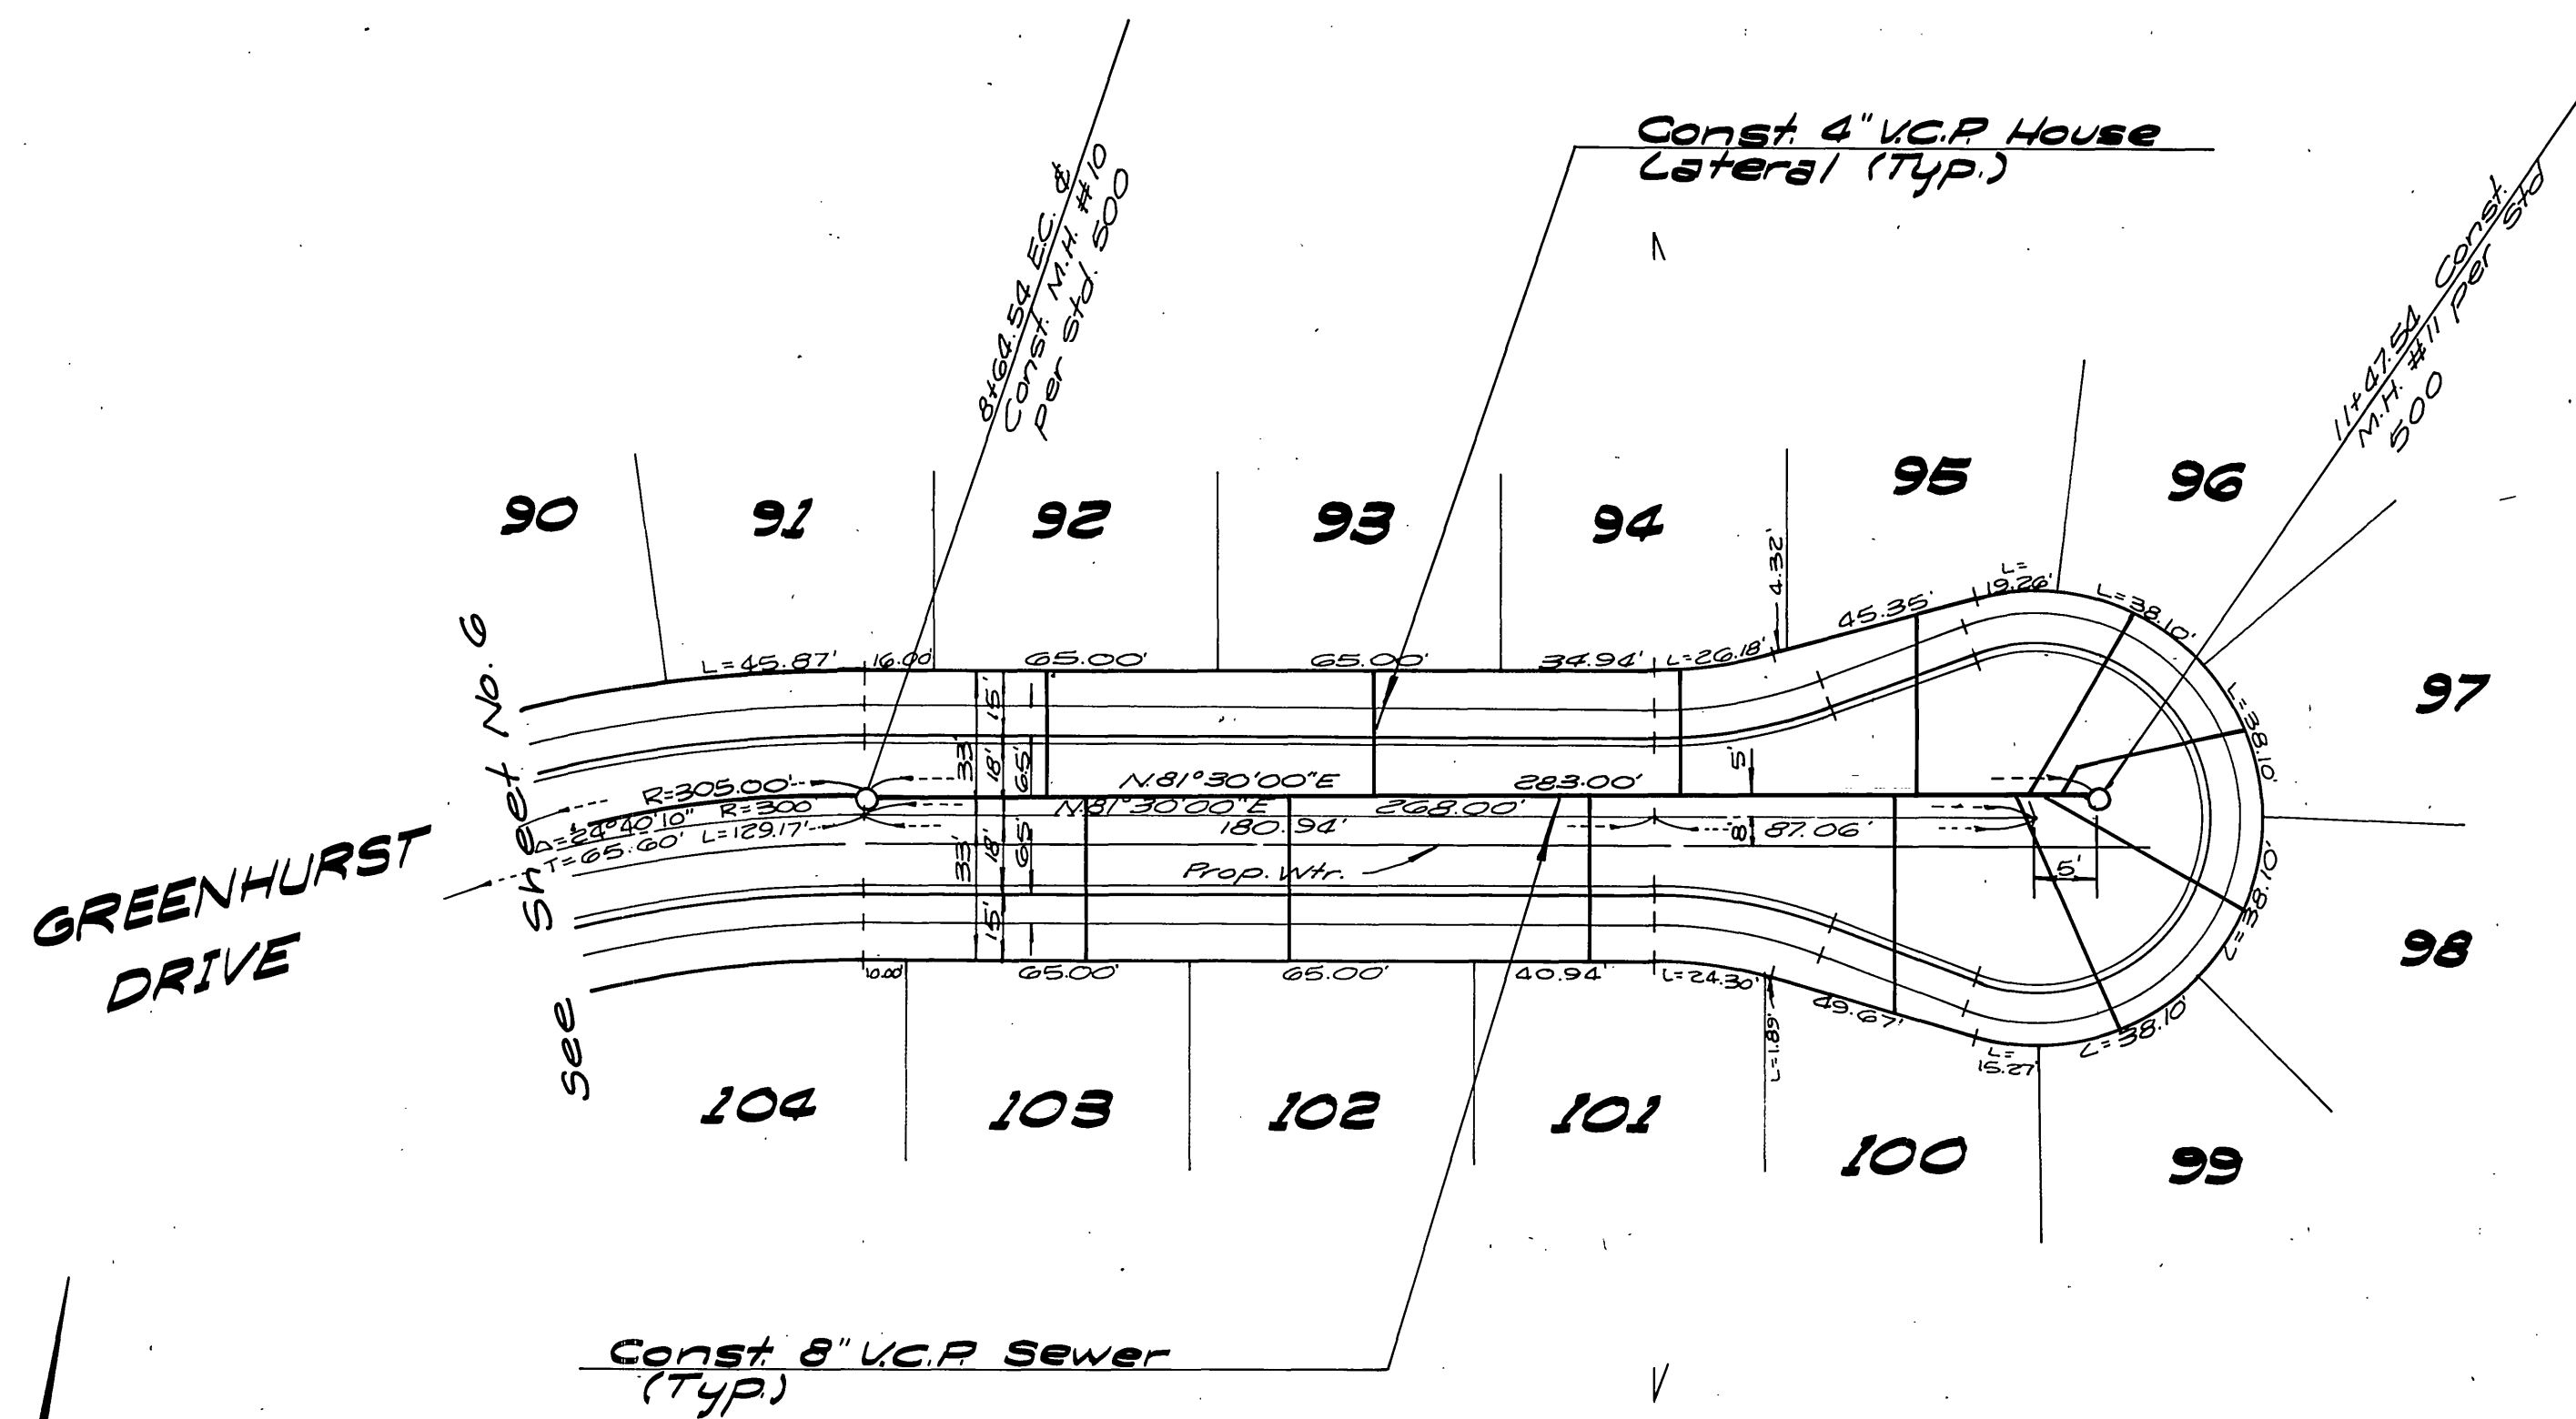 Const. 4" V.C.P. House
Lateral (Typ.)
8+64.54 E.C. &
Const. M.H. #10
per Std. 500
11+47.54 Const.
M.H. #11 per Std
500
90
91
92
93
94
95
96
97
98
99
100
101
102
103
104
L=45.87'
16.00'
65.00'
65.00'
34.94'
L=26.18'
4.32'
45.35'
L=
19.26'
L=38.10'
L=38.10'
L=38.10'
L=38.10'
15'
33'
18'
65'
R=305.00'
N.81°30'00"E
283.00'
5'
R=300'
N.81°30'00"E
268.00'
Δ=24°40'10"
L=129.17'
T=65.60'
180.94'
8'
87.06'
Prop. Wtr.
33'
18'
65'
15'
5'
10.00'
65.00'
65.00'
40.94'
L=24.30'
L=1.89'
49.67'
L=
15.27'
See Sheet No. 6
GREENHURST
DRIVE
Const. 8" V.C.P. Sewer
(Typ.)